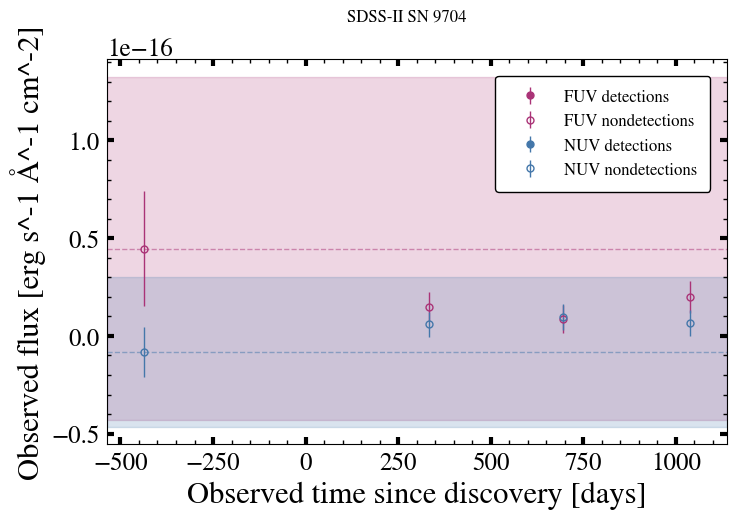 SDSS-II SN 9704
1e−16
Observed flux [erg s^-1 Å^-1 cm^-2]
1.0
0.5
0.0
−0.5
FUV detections
FUV nondetections
NUV detections
NUV nondetections
−500 −250 0 250 500 750 1000
Observed time since discovery [days]